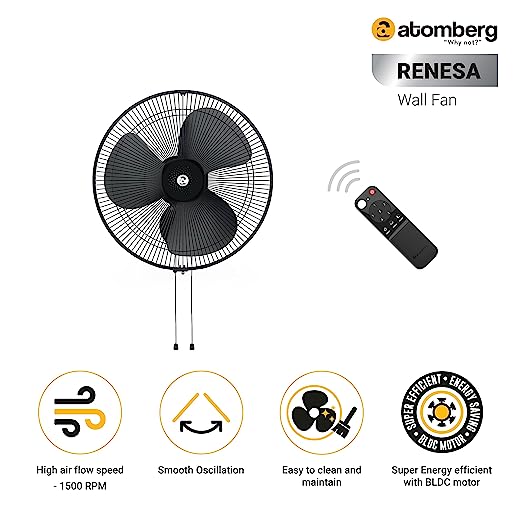 atomberg
"Why not?"
RENESA
Wall Fan
High air flow speed
- 1500 RPM
Smooth Oscillation
Easy to clean and
maintain
SUPER EFFICIENT • ENERGY SAVING
BLDC MOTOR
Super Energy efficient
with BLDC motor